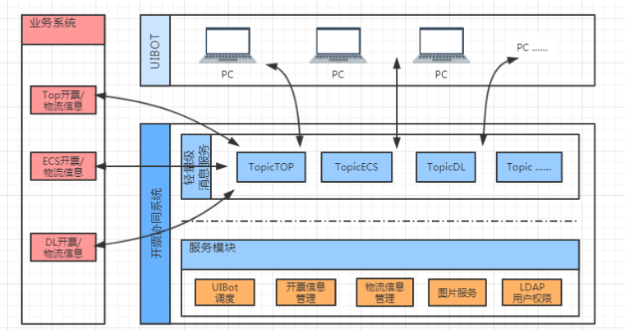 业务系统
Top开票/
物流信息
ECS开票/
物流信息
DL开票/
物流信息
UIBOT
PC
PC
PC
PC ......
开票协同系统
轻量级
消息服务
TopicTOP
TopicECS
TopicDL
Topic ......
服务模块
UIBot
调度
开票信息
管理
物流信息
管理
图片服务
LDAP
用户权限